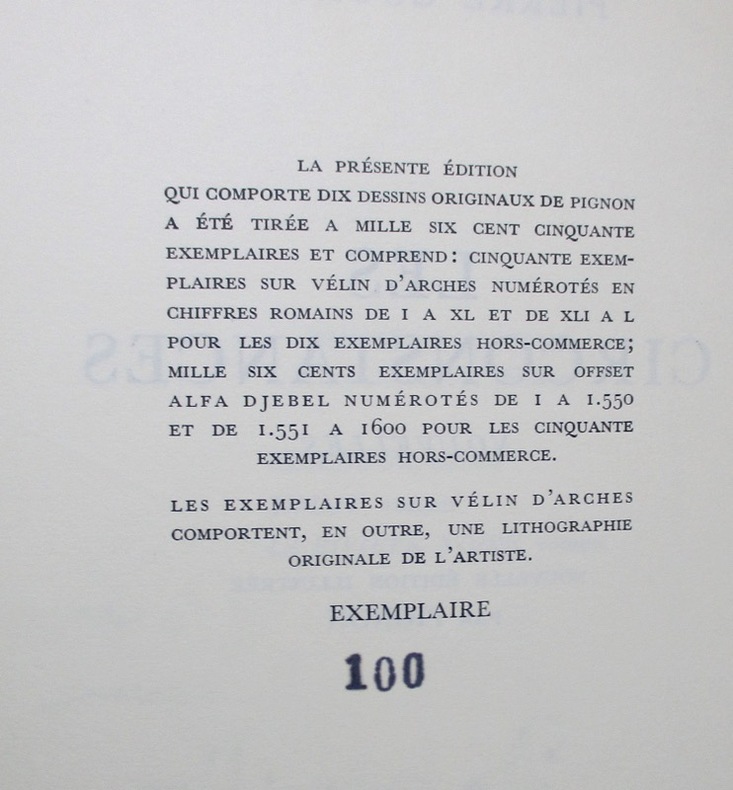 LA PRÉSENTE ÉDITION
QUI COMPORTE DIX DESSINS ORIGINAUX DE PIGNON
A ÉTÉ TIRÉE A MILLE SIX CENT CINQUANTE
EXEMPLAIRES ET COMPREND: CINQUANTE EXEM-
PLAIRES SUR VÉLIN D'ARCHES NUMÉROTÉS EN
CHIFFRES ROMAINS DE I A XL ET DE XLI A L
POUR LES DIX EXEMPLAIRES HORS-COMMERCE;
MILLE SIX CENTS EXEMPLAIRES SUR OFFSET
ALFA DJEBEL NUMÉROTÉS DE 1 A 1.550
ET DE 1.551 A 1600 POUR LES CINQUANTE
EXEMPLAIRES HORS-COMMERCE.
LES EXEMPLAIRES SUR VÉLIN D'ARCHES
COMPORTENT, EN OUTRE, UNE LITHOGRAPHIE
ORIGINALE DE L'ARTISTE.
EXEMPLAIRE
100